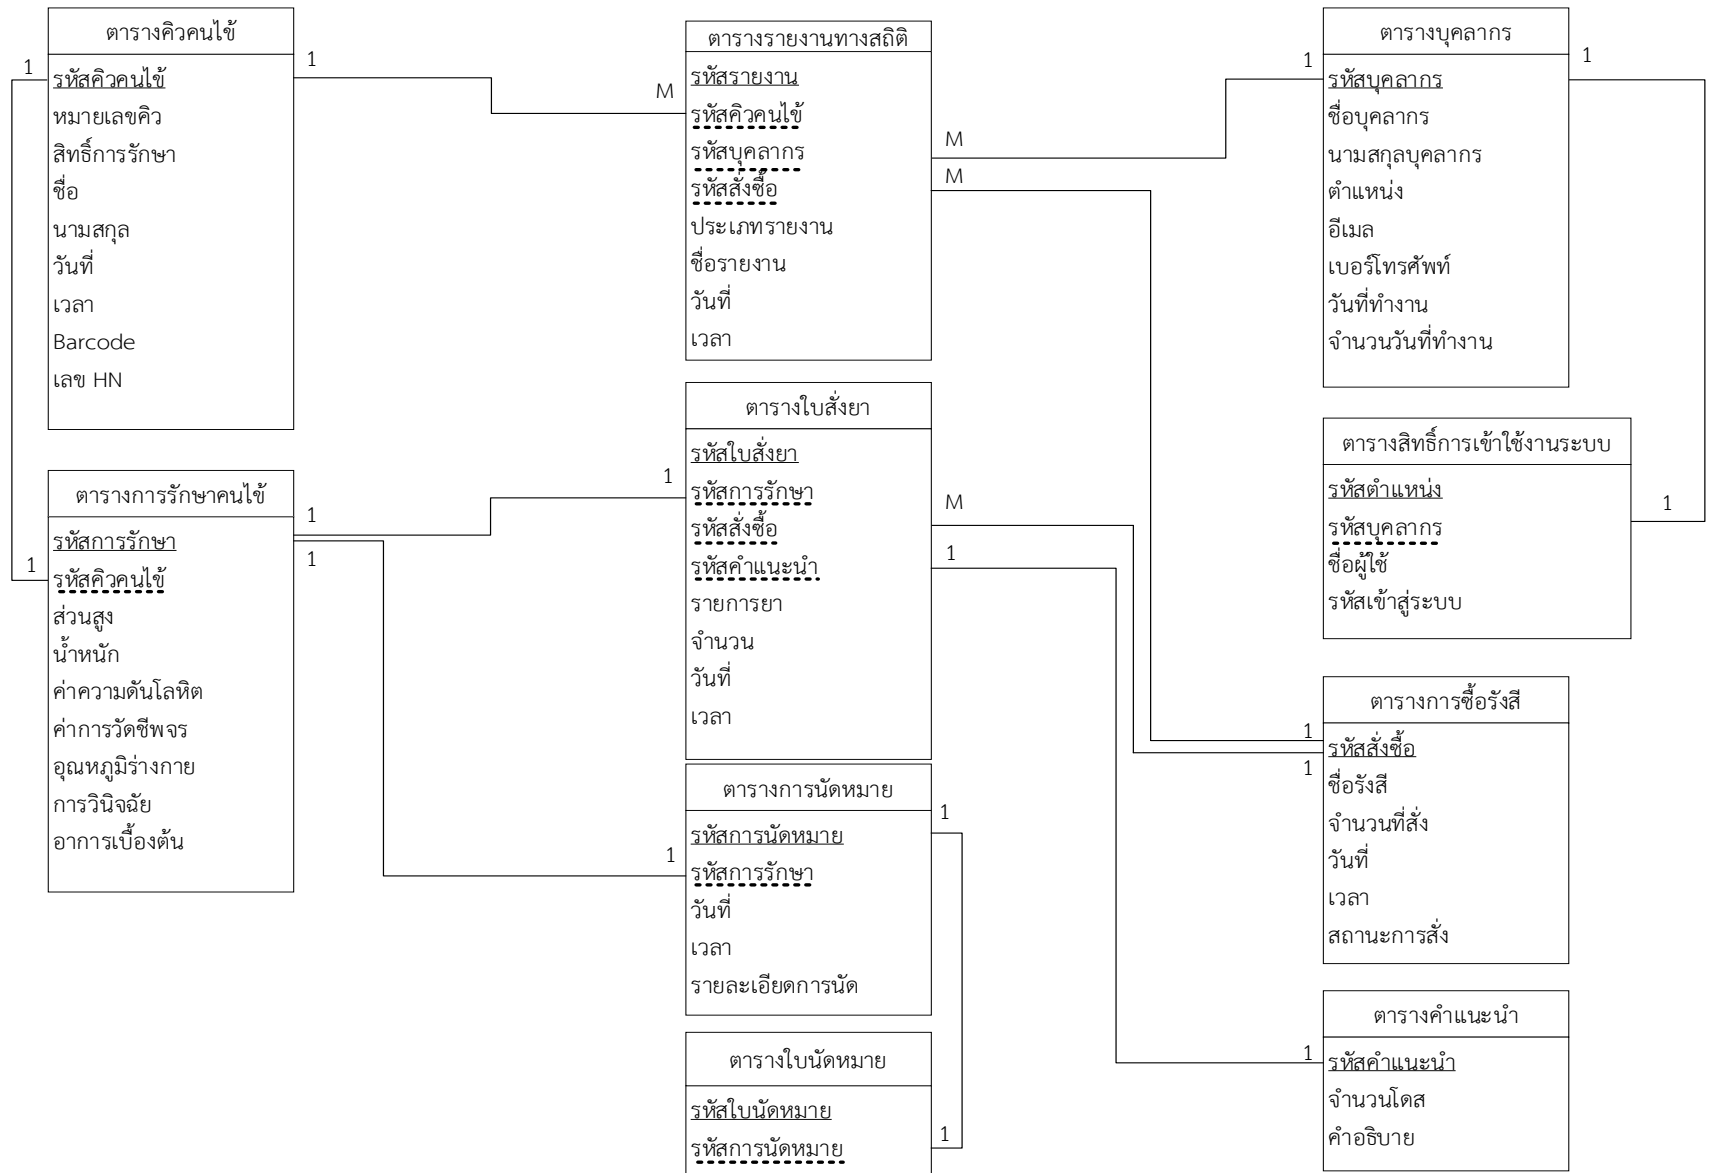 ตารางคิวคนไข้
1
รหัสคิวคนไข้
1
หมายเลขคิว
สิทธิ์การรักษา
ชื่อ
นามสกุล
วันที่
เวลา
Barcode
เลข HN
ตารางการรักษาคนไข้
รหัสการรักษา
1
1
1
รหัสคิวคนไข้
ส่วนสูง
น้ำหนัก
ค่าความดันโลหิต
ค่าการวัดชีพจร
อุณหภูมิร่างกาย
การวินิจฉัย
อาการเบื้องต้น
ตารางรายงานทางสถิติ
รหัสรายงาน
M
รหัสคิวคนไข้
รหัสบุคลากร
M
รหัสสั่งซื้อ
M
ประเภทรายงาน
ชื่อรายงาน
วันที่
เวลา
ตารางใบสั่งยา
รหัสใบสั่งยา
1
รหัสการรักษา
M
รหัสสั่งซื้อ
รหัสคำแนะนำ
1
รายการยา
จำนวน
วันที่
เวลา
ตารางการนัดหมาย
1
รหัสการนัดหมาย
1
รหัสการรักษา
วันที่
เวลา
รายละเอียดการนัด
ตารางใบนัดหมาย
รหัสใบนัดหมาย
รหัสการนัดหมาย
1
ตารางบุคลากร
1
รหัสบุคลากร
1
ชื่อบุคลากร
นามสกุลบุคลากร
ตำแหน่ง
อีเมล
เบอร์โทรศัพท์
วันที่ทำงาน
จำนวนวันที่ทำงาน
ตารางสิทธิ์การเข้าใช้งานระบบ
รหัสตำแหน่ง
1
รหัสบุคลากร
ชื่อผู้ใช้
รหัสเข้าสู่ระบบ
ตารางการซื้อรังสี
1
รหัสสั่งซื้อ
1
ชื่อรังสี
จำนวนที่สั่ง
วันที่
เวลา
สถานะการสั่ง
ตารางคำแนะนำ
1
รหัสคำแนะนำ
จำนวนโดส
คำอธิบาย